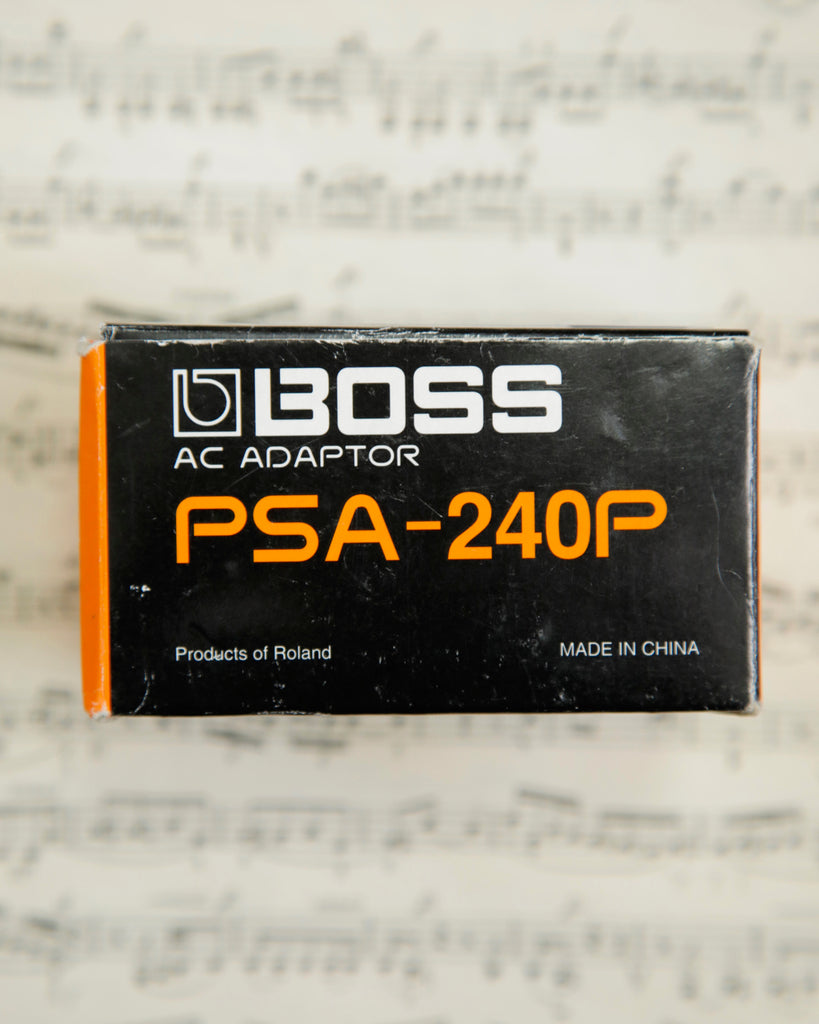 BOSS
AC ADAPTOR
PSA-240P
Products of Roland
MADE IN CHINA